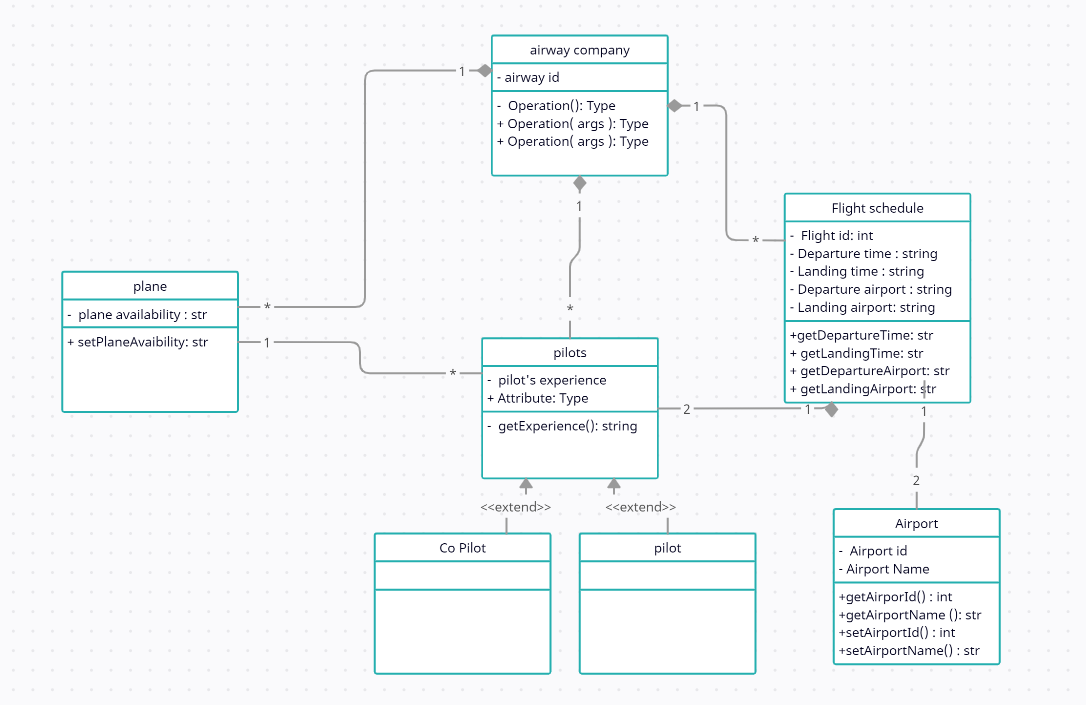 airway company
- airway id
-  Operation(): Type
+ Operation( args ): Type
+ Operation( args ): Type
1
1
1
*
*
Flight schedule
-  Flight id: int
- Departure time : string
- Landing time : string
- Departure airport : string
- Landing airport: string
+getDepartureTime: str
+ getLandingTime: str
+ getDepartureAirport: str
+ getLandingAirport: str
plane
-  plane availability : str
+ setPlaneAvaibility: str
*
1
*
pilots
-  pilot's experience
+ Attribute: Type
-  getExperience(): string
2
1
1
2
<<extend>>
<<extend>>
Co Pilot
pilot
Airport
-  Airport id
- Airport Name
+getAirporId() : int
+getAirportName (): str
+setAirportId() : int
+setAirportName() : str